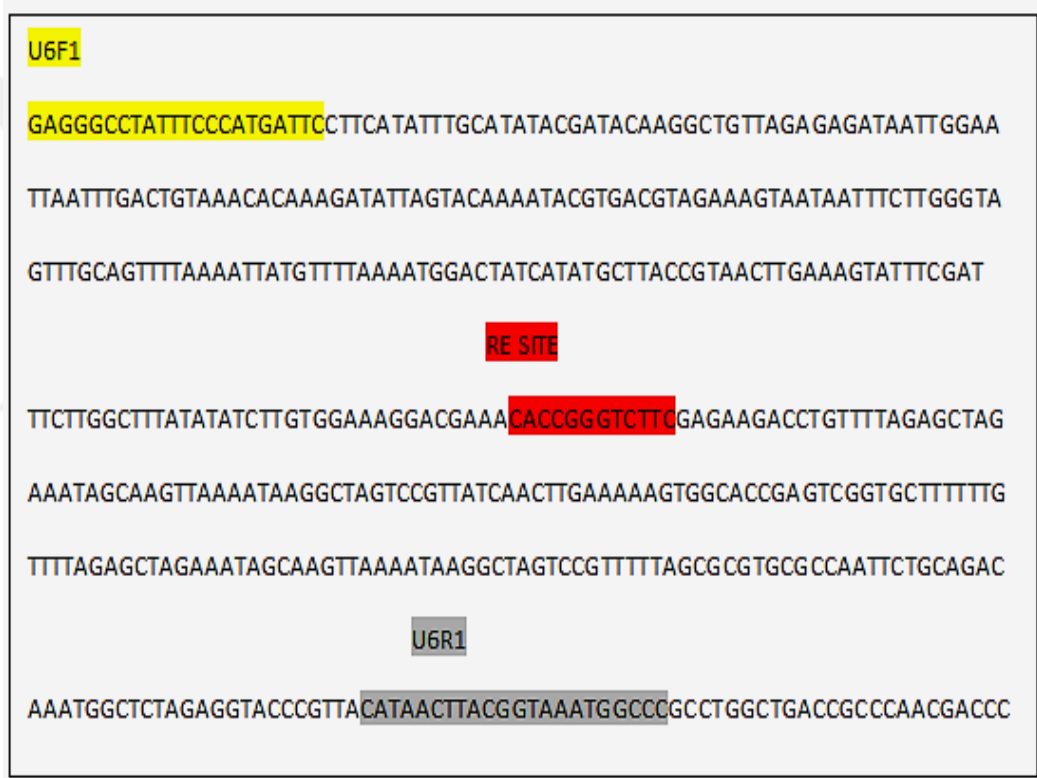 U6F1
GAGGGCCTATTTCCCATGATTCCTTCATATTTGCATATACGATACAAGGCTGTTAGAGAGATAATTGGAA
TTAATTTGACTGTAAACACAAAGATATTAGTACAAAATACGTGACGTAGAAAGTAATAATTTCTTGGGTA
GTTTGCAGTTTTAAAATTATGTTTTAAAATGGACTATCATATGCTTACCGTAACTTGAAAGTATTTCGAT
RE SITE
TTCTTGGCTTTATATATCTTGTGGAAAGGACGAAACACCGGGTCTTCGAGAAGACCTGTTTTAGAGCTAG
AAATAGCAAGTTAAAATAAGGCTAGTCCGTTATCAACTTGAAAAAGTGGCACCGAGTCGGTGCTTTTTTG
TTTTAGAGCTAGAAATAGCAAGTTAAAATAAGGCTAGTCCGTTTTTAGCGCGTGCGCCAATTCTGCAGAC
U6R1
AAATGGCTCTAGAGGTACCCGTTACATAACTTACGGTAAATGGCCCGCCTGGCTGACCGCCCAACGACCC